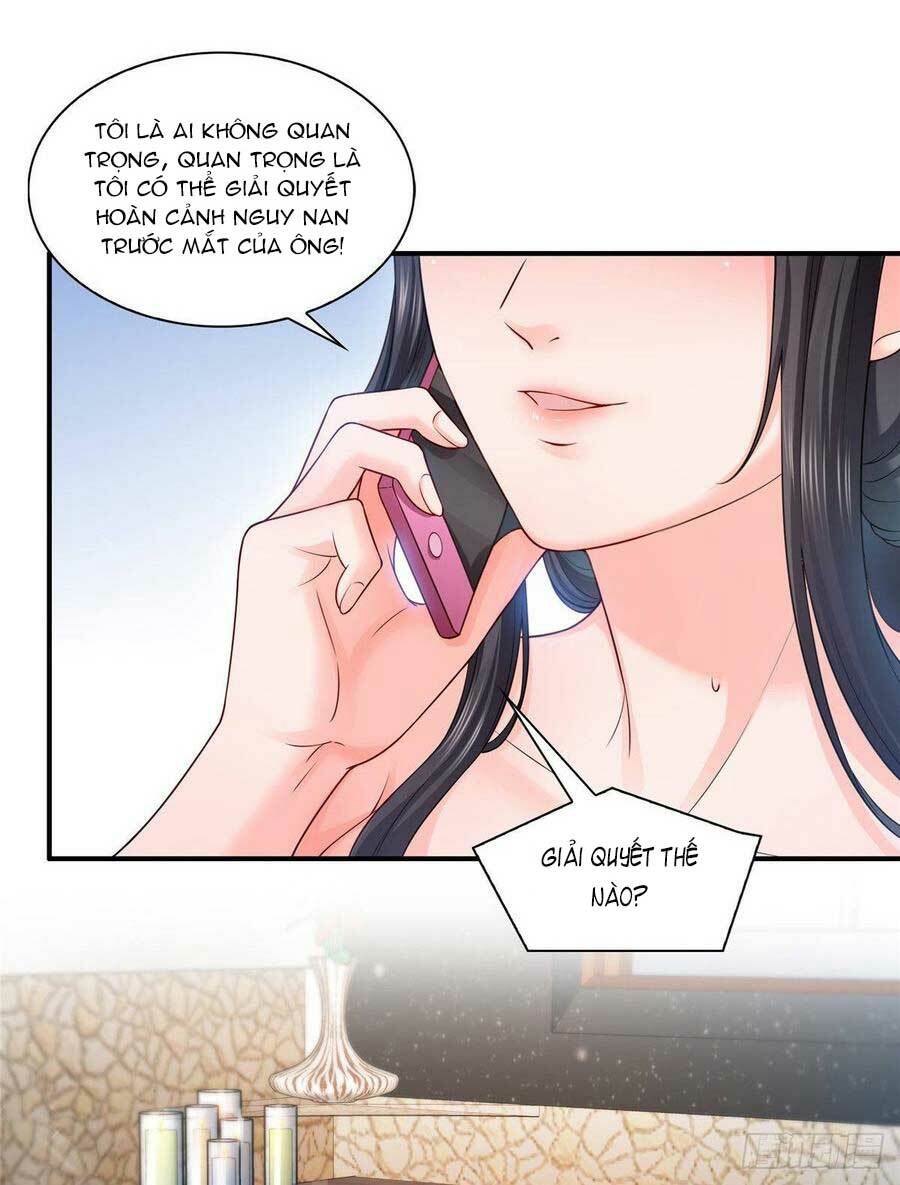 TÔI LÀ AI KHÔNG QUAN
TRỌNG, QUAN TRỌNG LÀ
TÔI CÓ THỂ GIẢI QUYẾT
HOÀN CẢNH NGUY NAN
TRƯỚC MẮT CỦA ÔNG!
GIẢI QUYẾT THẾ
NÀO?